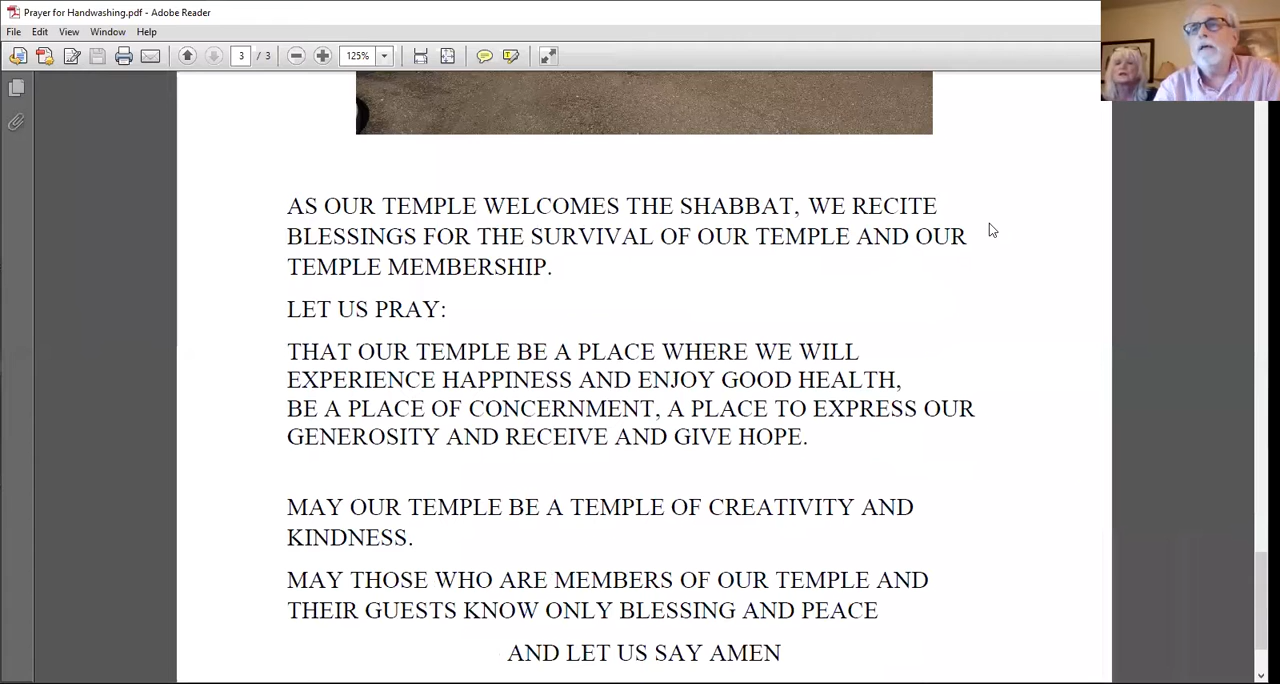 Prayer for Handwashing.pdf - Adobe Reader
File Edit View Window Help
3 / 3 125%
AS OUR TEMPLE WELCOMES THE SHABBAT, WE RECITE
BLESSINGS FOR THE SURVIVAL OF OUR TEMPLE AND OUR
TEMPLE MEMBERSHIP.
LET US PRAY:
THAT OUR TEMPLE BE A PLACE WHERE WE WILL
EXPERIENCE HAPPINESS AND ENJOY GOOD HEALTH,
BE A PLACE OF CONCERNMENT, A PLACE TO EXPRESS OUR
GENEROSITY AND RECEIVE AND GIVE HOPE.
MAY OUR TEMPLE BE A TEMPLE OF CREATIVITY AND
KINDNESS.
MAY THOSE WHO ARE MEMBERS OF OUR TEMPLE AND
THEIR GUESTS KNOW ONLY BLESSING AND PEACE
AND LET US SAY AMEN